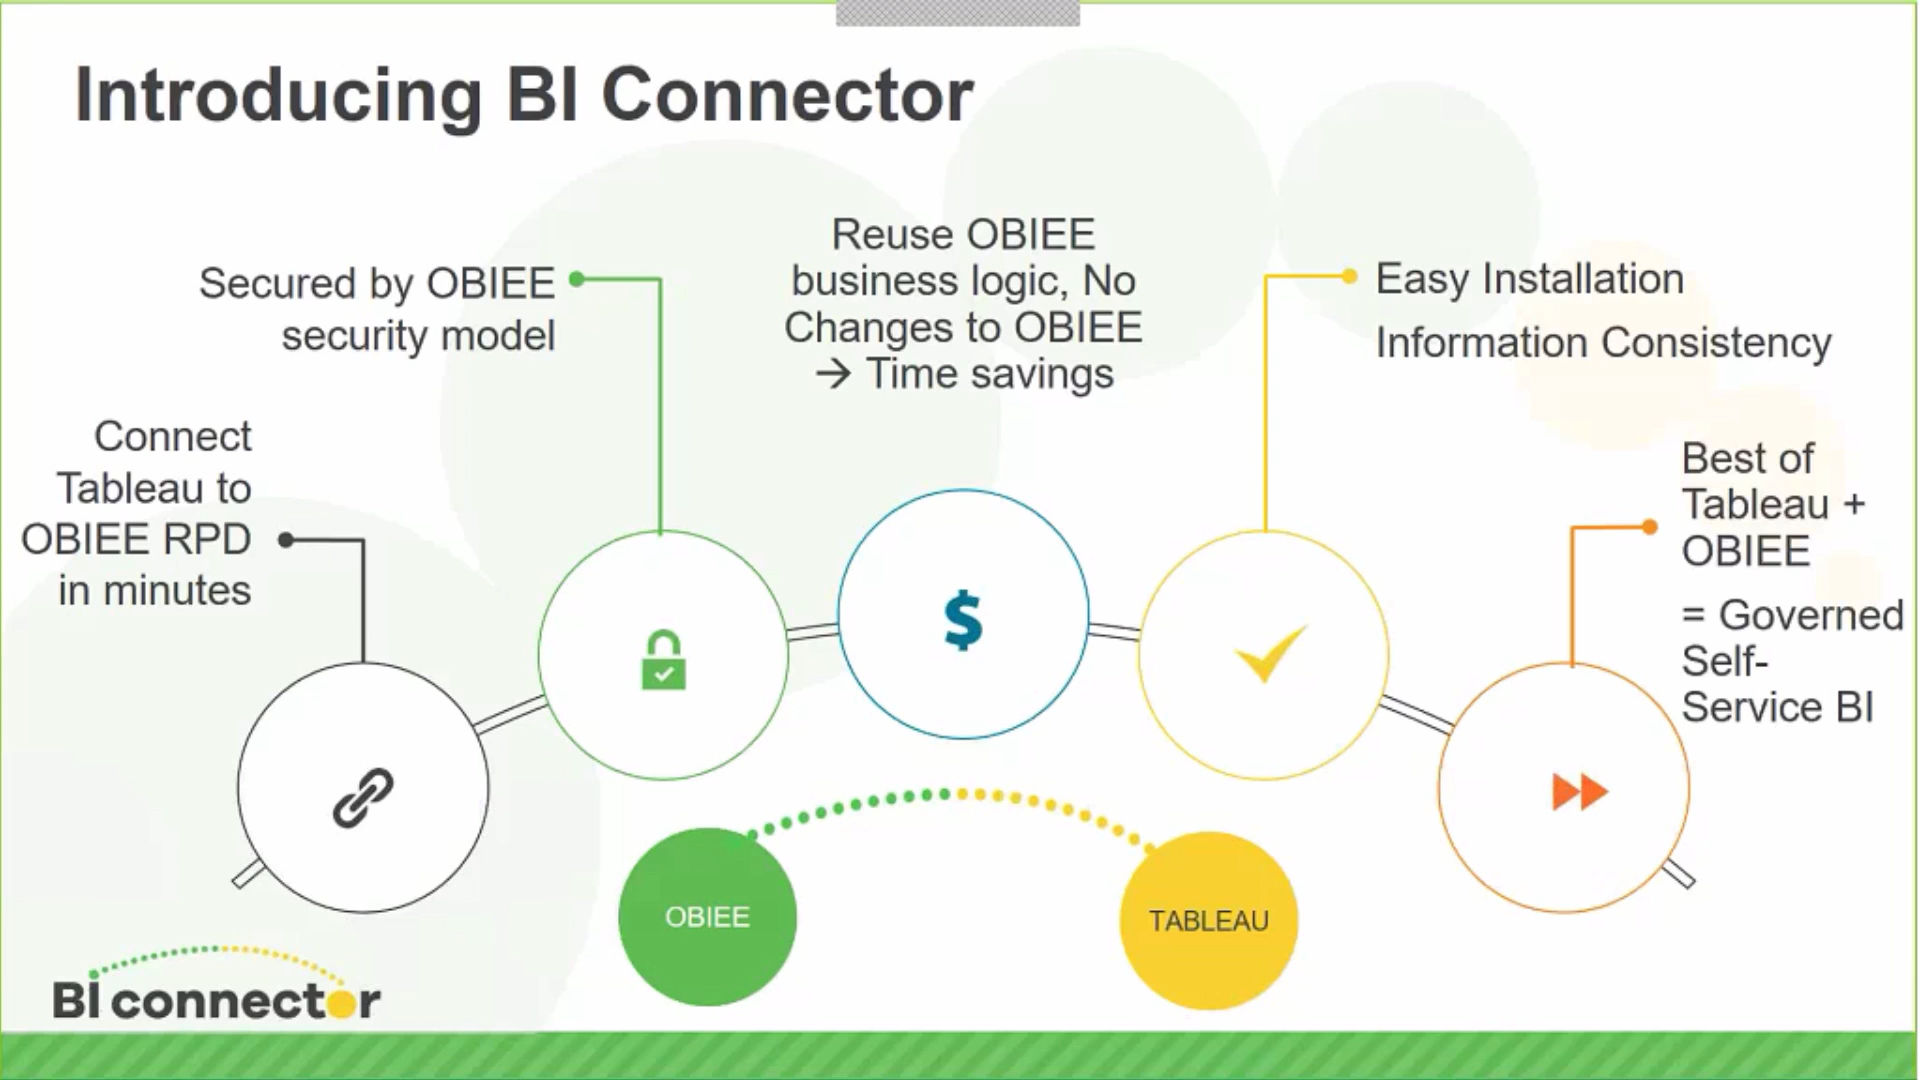 Introducing BI Connector
Connect
Tableau to
OBIEE RPD
in minutes
Secured by OBIEE
security model
Reuse OBIEE
business logic, No
Changes to OBIEE
→ Time savings
Easy Installation
Information Consistency
Best of
Tableau +
OBIEE
= Governed
Self-
Service BI
$
OBIEE
TABLEAU
BI connector